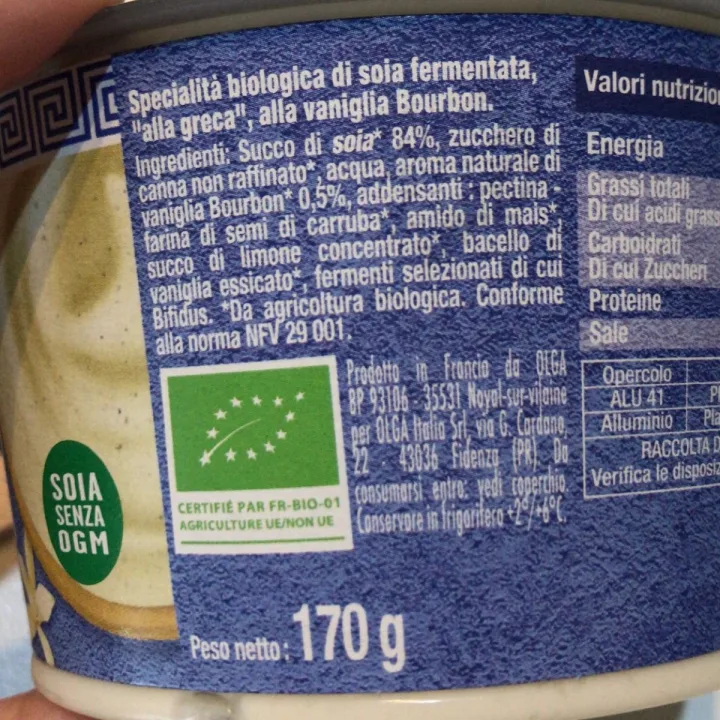 Specialità biologica di soia fermentata,
"alla greca", alla vaniglia Bourbon.
Ingredienti: Succo di soia* 84%, zucchero di
canna non raffinato*, acqua, aroma naturale di
vaniglia Bourbon* 0,5%, addensanti : pectina -
farina di semi di carruba*, amido di mais*,
succo di limone concentrato*, bacello di
vaniglia essicato*, fermenti selezionati di cui
Bifidus. *Da agricoltura biologica. Conforme
alla norma NFV 29 001.
Prodotto in Francia da OLGA
BP 93106 - 35531 Noyal-sur-vilaine
per OLGA Italia Srl, via G. Cardano,
22 - 43036 Fidenza (PR). Da
consumarsi entro: vedi coperchio.
Conservare in frigorifero +2°/+6°C.
CERTIFIÉ PAR FR-BIO-01
AGRICULTURE UE/NON UE
SOIA
SENZA
OGM
Peso netto: 170 g
Valori nutrizion
Energia
Grassi totali
Di cui acidi grass
Carboidrati
Di cui Zuccheri
Proteine
Sale
Opercolo
ALU 41 P
Alluminio
RACCOLTA D
Verifica le disposiz